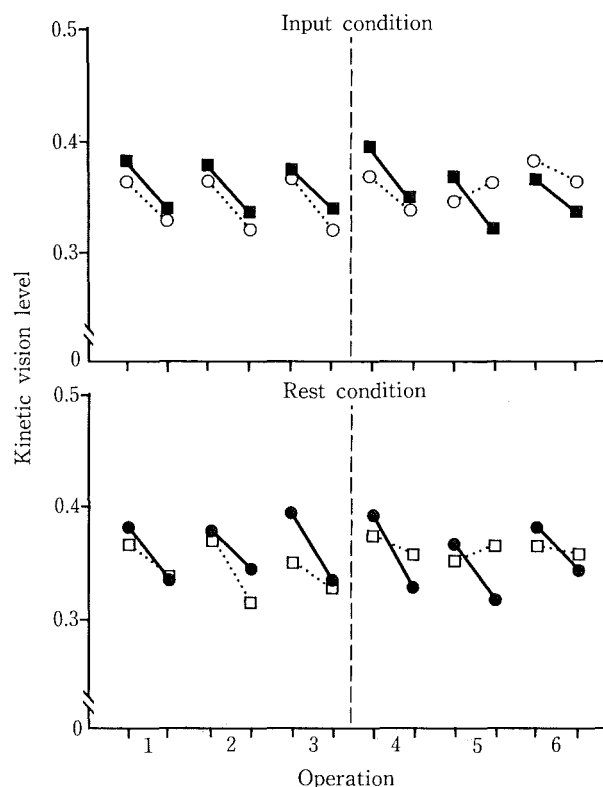 Input condition
0.5
0.4
0.3
0
Kinetic vision level
Rest condition
0.5
0.4
0.3
0
1 2 3 4 5 6
Operation